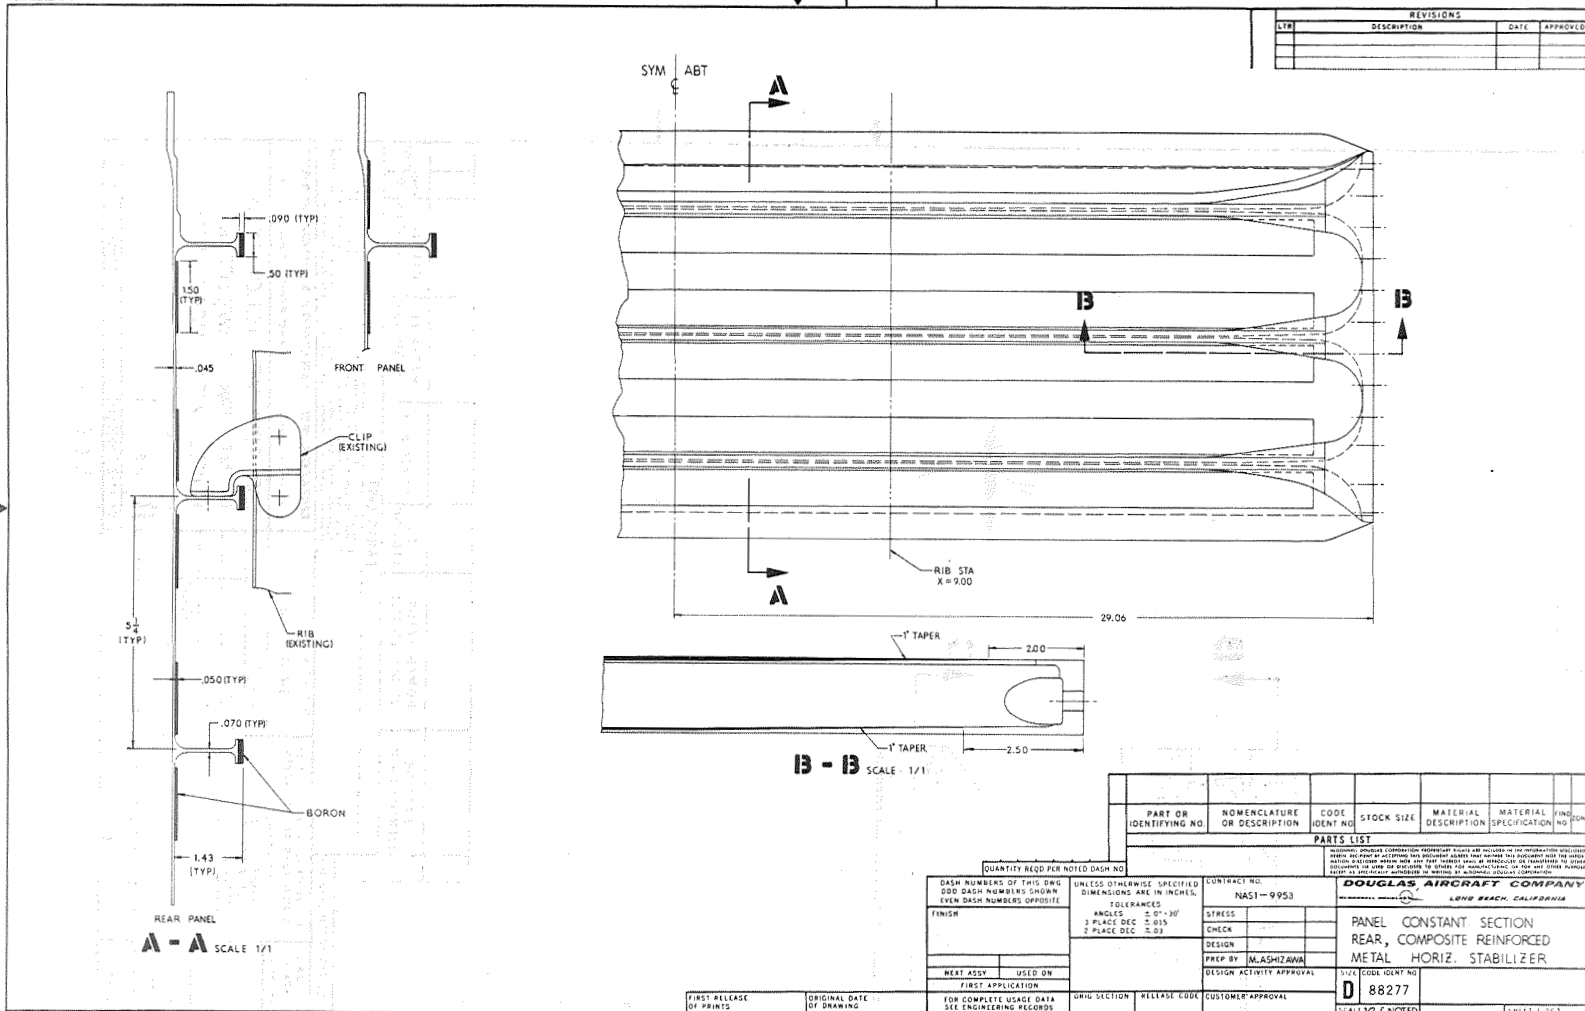 REVISIONS
LTR DESCRIPTION DATE APPROVED
SYM ABT
A
.090 (TYP)
.50 (TYP)
1.50
(TYP)
FRONT PANEL
.045
CLIP
(EXISTING)
B B
RIB STA
X = 9.00
A
29.06
5 1/4
(TYP)
RIB
(EXISTING)
1° TAPER
2.00
.050 (TYP)
.070 (TYP)
1° TAPER
2.50
B - B SCALE 1/1
BORON
1.43
(TYP)
REAR PANEL
A - A SCALE 1/1
PART OR
IDENTIFYING NO.
NOMENCLATURE
OR DESCRIPTION
CODE
IDENT NO
STOCK SIZE
MATERIAL
DESCRIPTION
MATERIAL
SPECIFICATION
FIND
NO
PARTS LIST
QUANTITY REQD PER NOTED DASH NO
DASH NUMBERS OF THIS DWG
ODD DASH NUMBERS SHOWN
EVEN DASH NUMBERS OPPOSITE
FINISH
NEXT ASSY USED ON
FIRST APPLICATION
FOR COMPLETE USAGE DATA
SEE ENGINEERING RECORDS
UNLESS OTHERWISE SPECIFIED
DIMENSIONS ARE IN INCHES.
TOLERANCES
ANGLES ± 0°-30'
3 PLACE DEC ± .015
2 PLACE DEC ± .03
CONTRACT NO.
NAS1-9953
STRESS
CHECK
DESIGN
PREP BY M.ASHIZAWA
DESIGN ACTIVITY APPROVAL
CUSTOMER APPROVAL
DOUGLAS AIRCRAFT COMPANY
LONG BEACH, CALIFORNIA
PANEL CONSTANT SECTION
REAR, COMPOSITE REINFORCED
METAL HORIZ. STABILIZER
SIZE CODE IDENT NO
D 88277
FIRST RELEASE
OF PRINTS
ORIGINAL DATE
OF DRAWING
ORIG SECTION RELEASE CODE